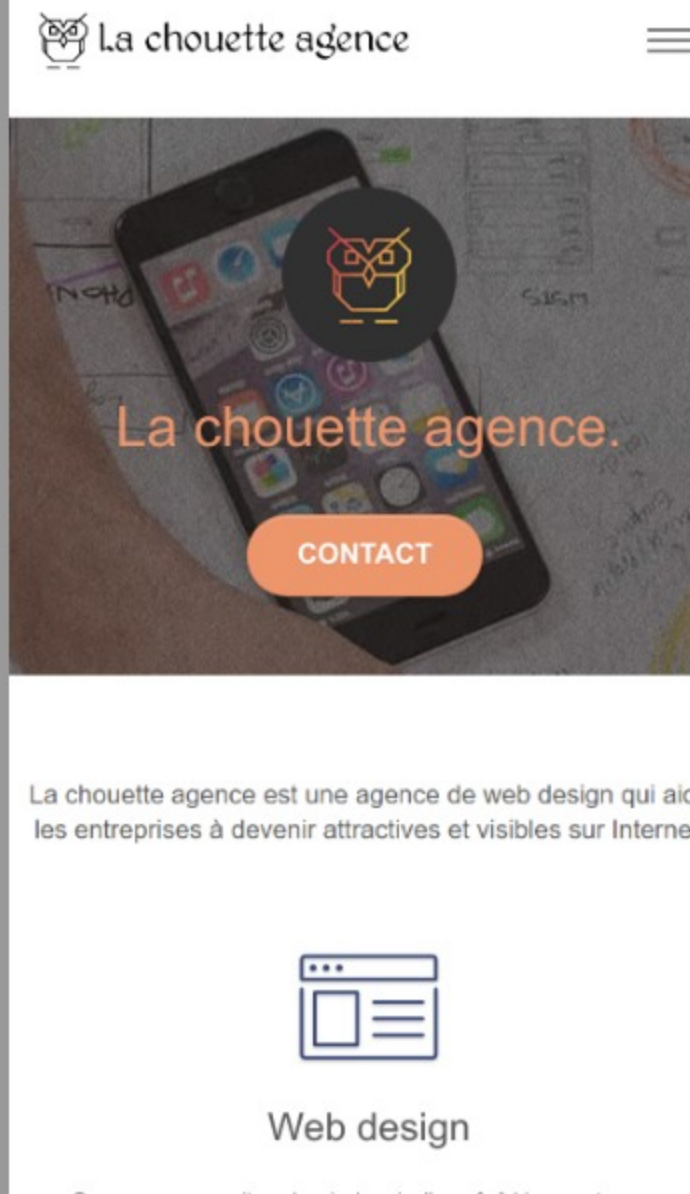 La chouette agence
La chouette agence.
CONTACT
La chouette agence est une agence de web design qui
les entreprises à devenir attractives et visibles sur
Web design